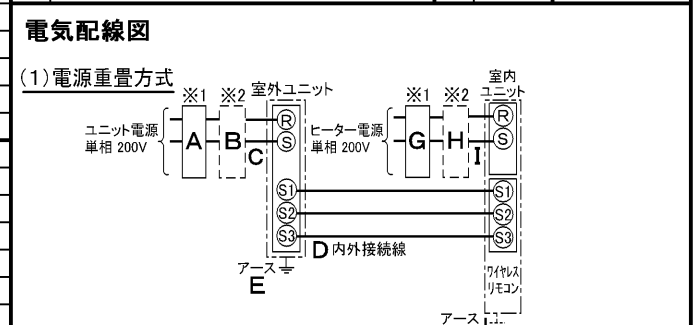 電気配線図
(1)電源重畳方式
※1 ※2 室外ユニット
ユニット電源
単相 200V
A B C
R
S
S1
S2
S3
アース
E
D 内外接続線
※1 ※2 室内
ユニット
ヒーター電源
単相 200V
G H I
R
S
S1
S2
S3
ワイヤレス
リモコン
アース